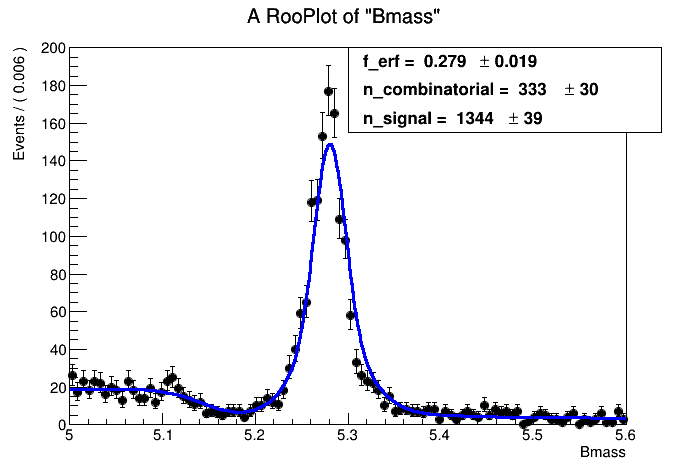 A RooPlot of "Bmass"
Events / ( 0.006 )
200
180
160
140
120
100
80
60
40
20
0
f_erf = 0.279 ± 0.019
n_combinatorial = 333 ± 30
n_signal = 1344 ± 39
5 5.1 5.2 5.3 5.4 5.5 5.6
Bmass